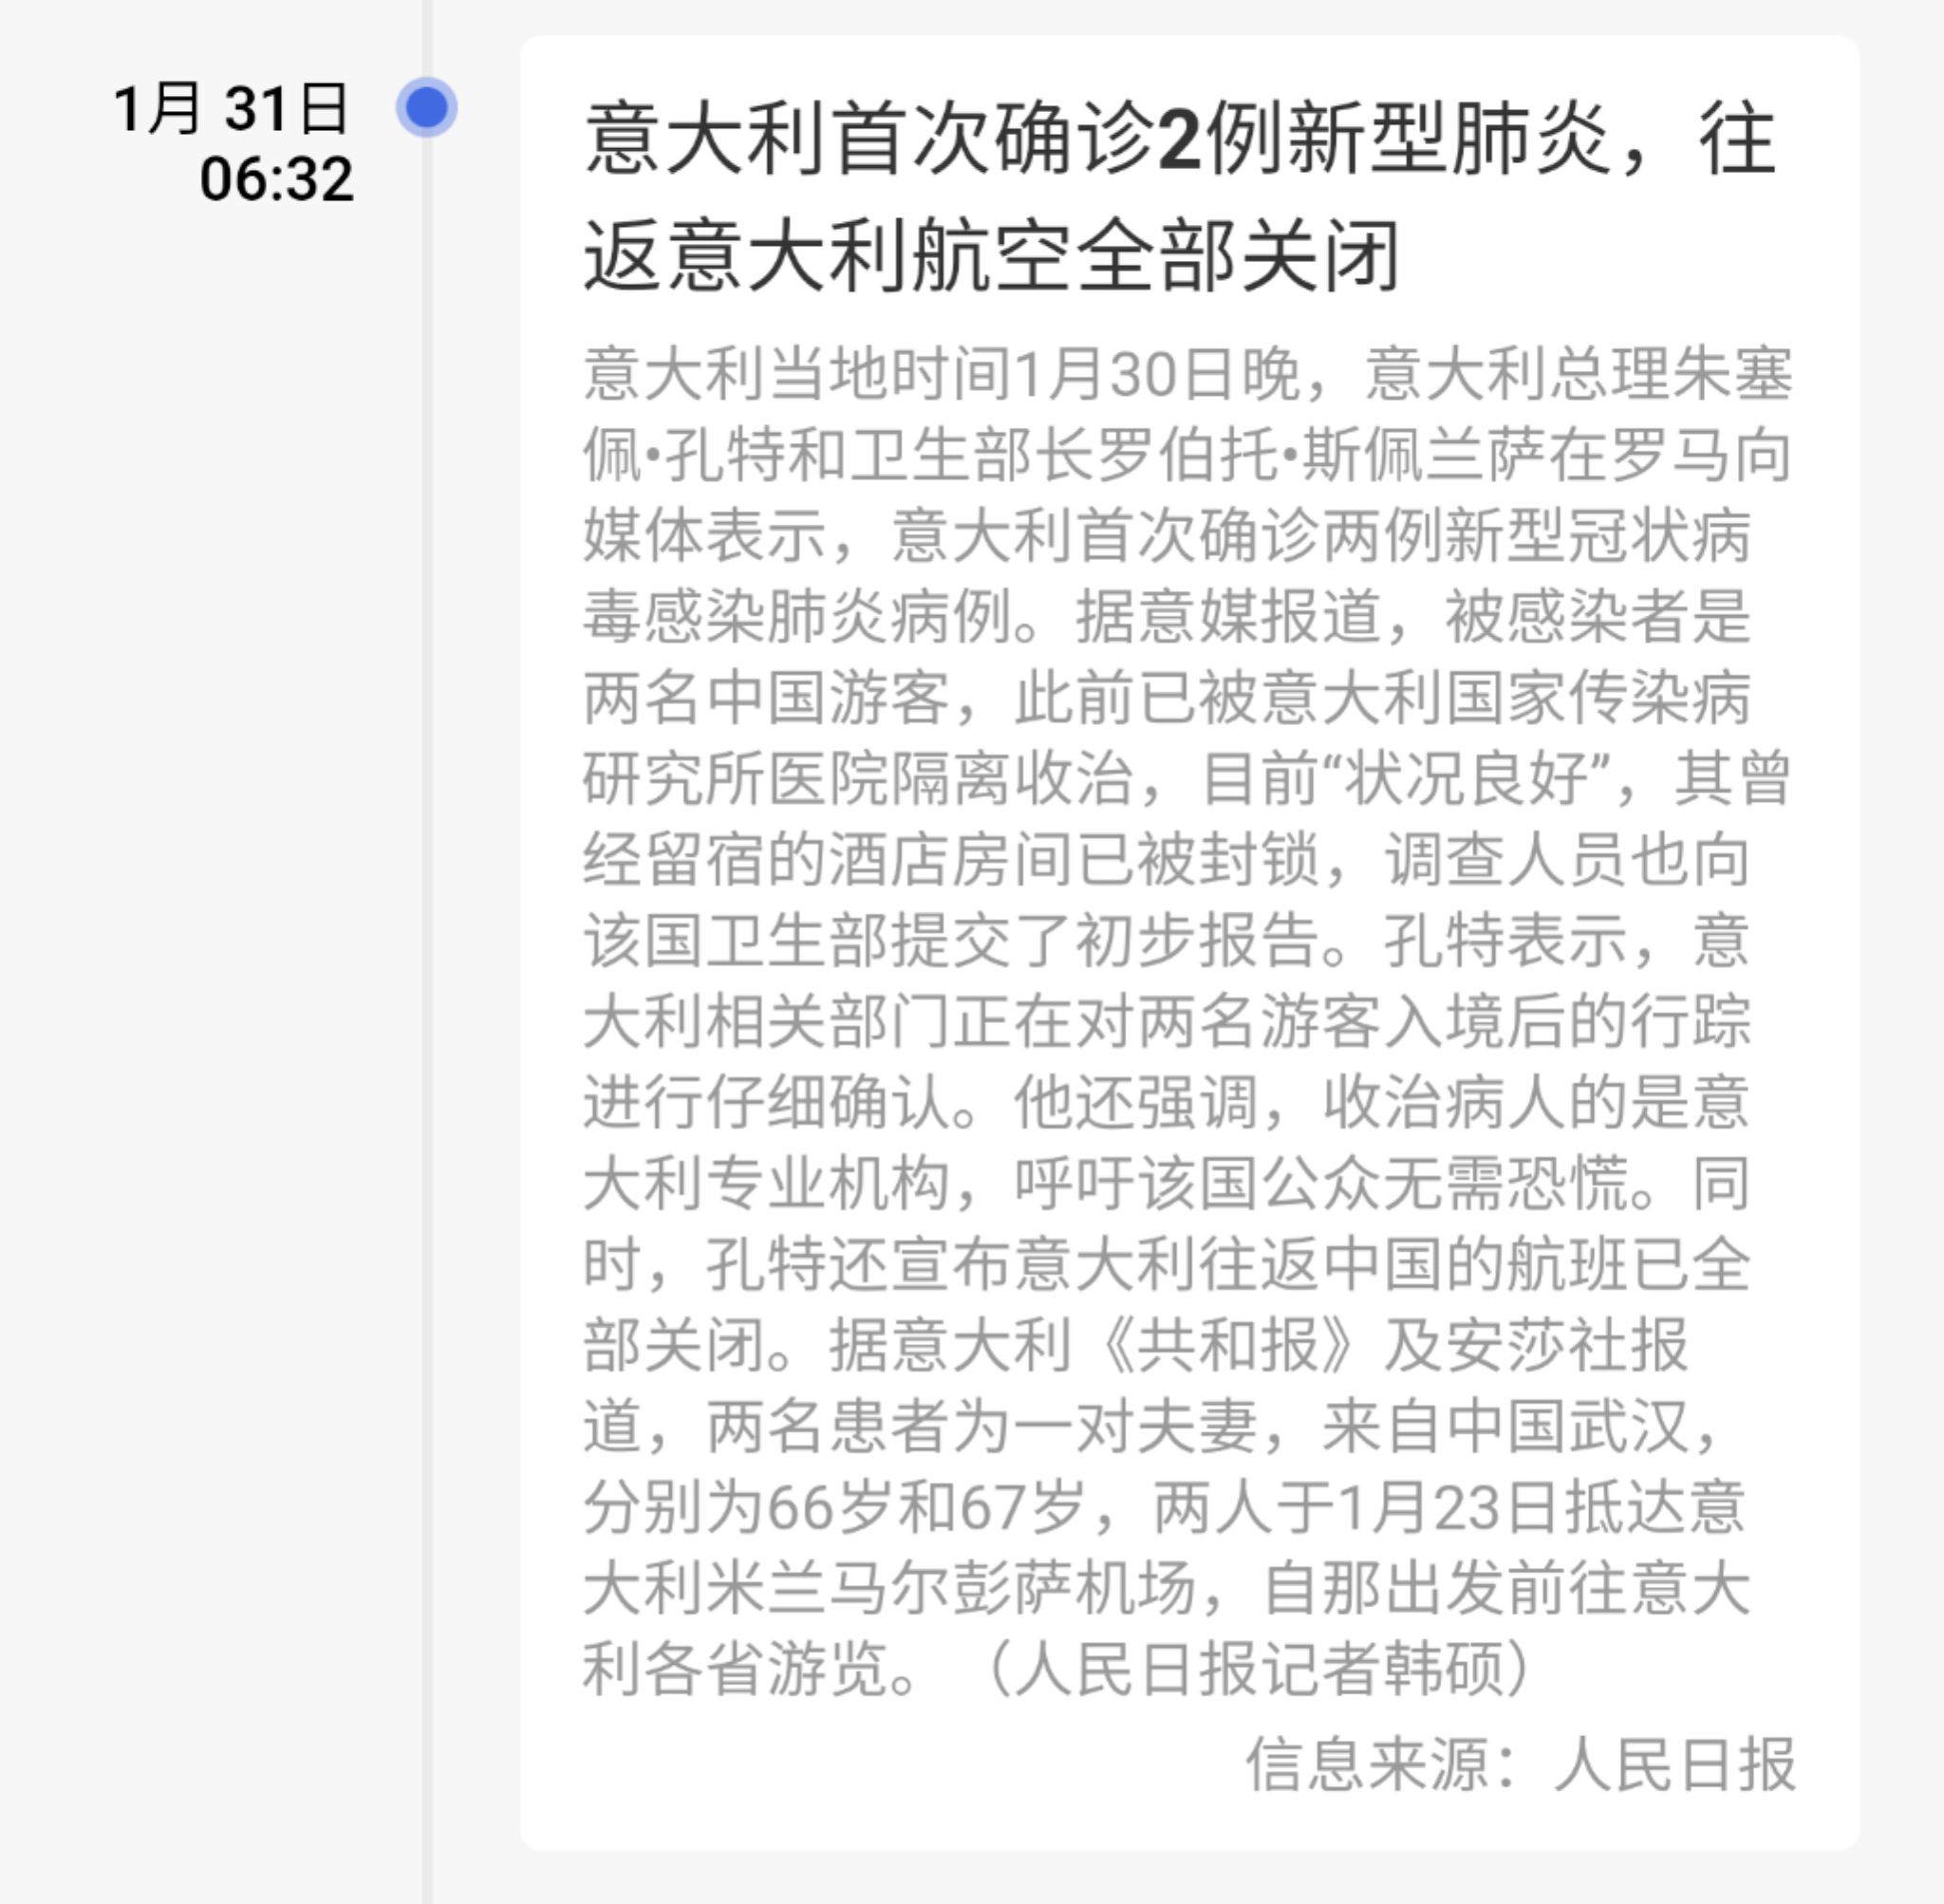 1月 31日
06:32
意大利首次确诊2例新型肺炎，往
返意大利航空全部关闭
意大利当地时间1月30日晚，意大利总理朱塞
佩•孔特和卫生部长罗伯托•斯佩兰萨在罗马向
媒体表示，意大利首次确诊两例新型冠状病
毒感染肺炎病例。据意媒报道，被感染者是
两名中国游客，此前已被意大利国家传染病
研究所医院隔离收治，目前“状况良好”，其曾
经留宿的酒店房间已被封锁，调查人员也向
该国卫生部提交了初步报告。孔特表示，意
大利相关部门正在对两名游客入境后的行踪
进行仔细确认。他还强调，收治病人的是意
大利专业机构，呼吁该国公众无需恐慌。同
时，孔特还宣布意大利往返中国的航班已全
部关闭。据意大利《共和报》及安莎社报
道，两名患者为一对夫妻，来自中国武汉，
分别为66岁和67岁，两人于1月23日抵达意
大利米兰马尔彭萨机场，自那出发前往意大
利各省游览。（人民日报记者韩硕）
信息来源：人民日报